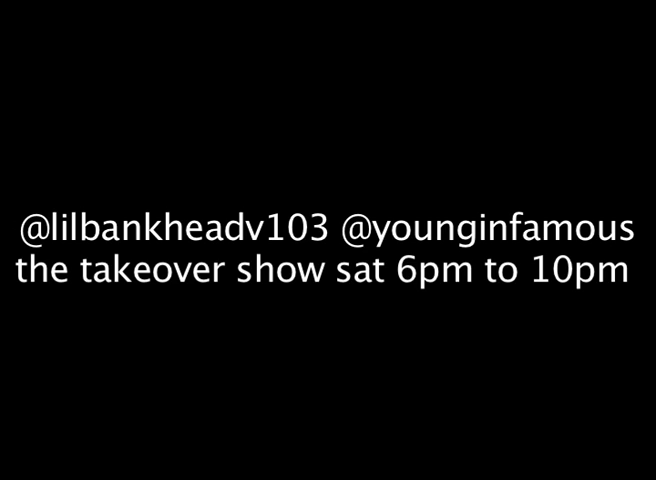 @lilbankheadv103 @younginfamous
the takeover show sat 6pm to 10pm